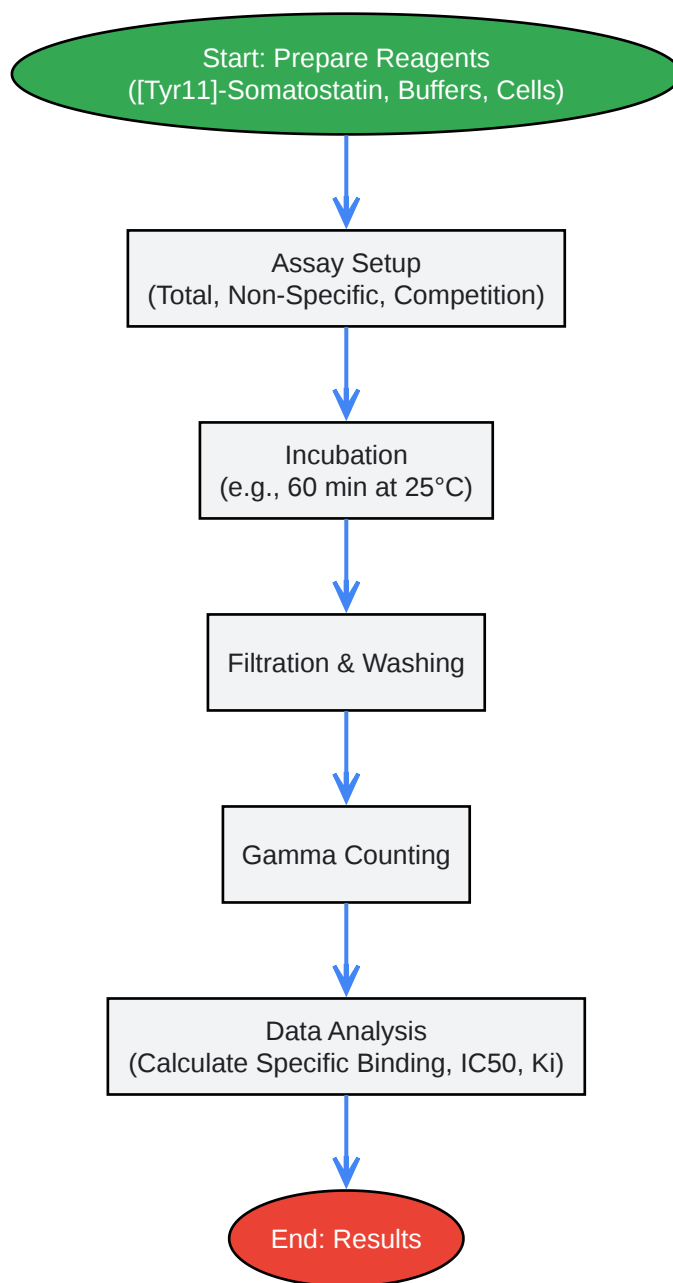 Start: Prepare Reagents
([Tyr11]-Somatostatin, Buffers, Cells)
Assay Setup
(Total, Non-Specific, Competition)
Incubation
(e.g., 60 min at 25°C)
Filtration & Washing
Gamma Counting
Data Analysis
(Calculate Specific Binding, IC50, Ki)
End: Results